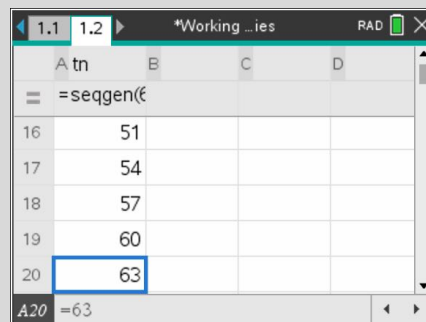 1.1 1.2 *Working ...ies RAD
A tn B C D
= =seqgen(6
16 51
17 54
18 57
19 60
20 63
A20 =63